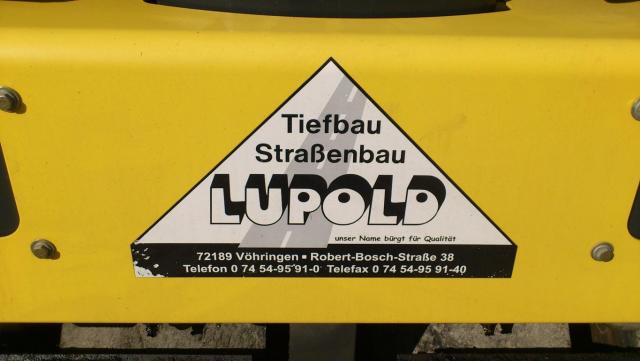 Tiefbau
Straßenbau
LUPOLD
unser Name bürgt für Qualität
72189 Vöhringen ▪ Robert-Bosch-Straße 38
Telefon 0 74 54-95 91-0 Telefax 0 74 54-95 91-40